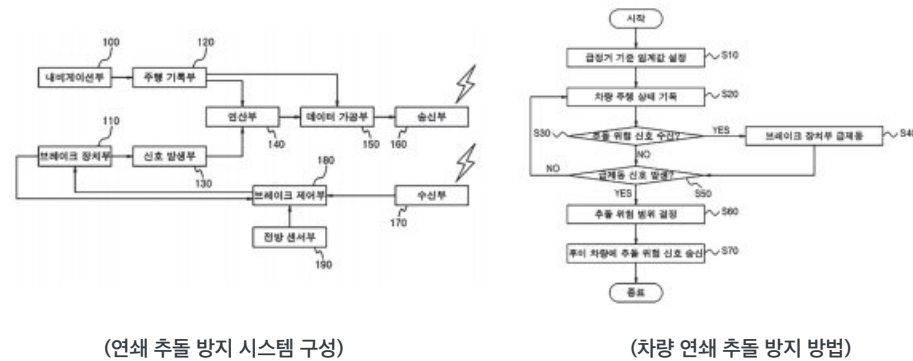 100
내비게이션부
120
주행 기록부
연산부
140
데이터 가공부
150
송신부
160
110
브레이크 장치부
신호 발생부
130
180
브레이크 제어부
수신부
170
전방 센서부
190
(연쇄 추돌 방지 시스템 구성)
시작
급정거 기준 임계값 설정
S10
차량 주행 상태 기록
S20
S30
추돌 위험 신호 수신?
YES
브레이크 장치부 급제동
S40
NO
NO
급제동 신호 발생?
S50
YES
추돌 위험 범위 결정
S60
후미 차량에 추돌 위험 신호 송신
S70
종료
(차량 연쇄 추돌 방지 방법)